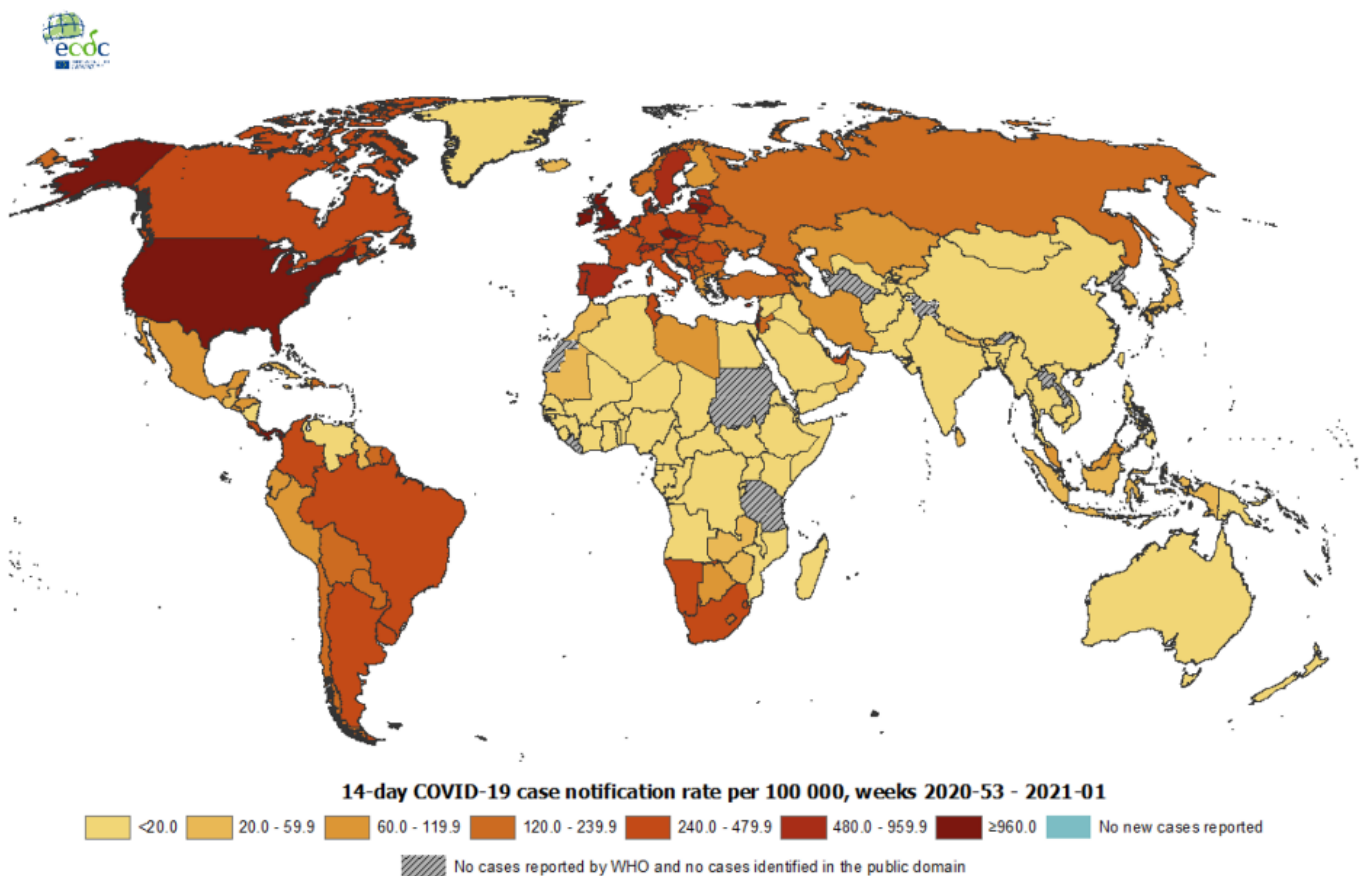 ecdc
14-day COVID-19 case notification rate per 100 000, weeks 2020-53 - 2021-01
<20.0 20.0 - 59.9 60.0 - 119.9 120.0 - 239.9 240.0 - 479.9 480.0 - 959.9 ≥960.0 No new cases reported
No cases reported by WHO and no cases identified in the public domain